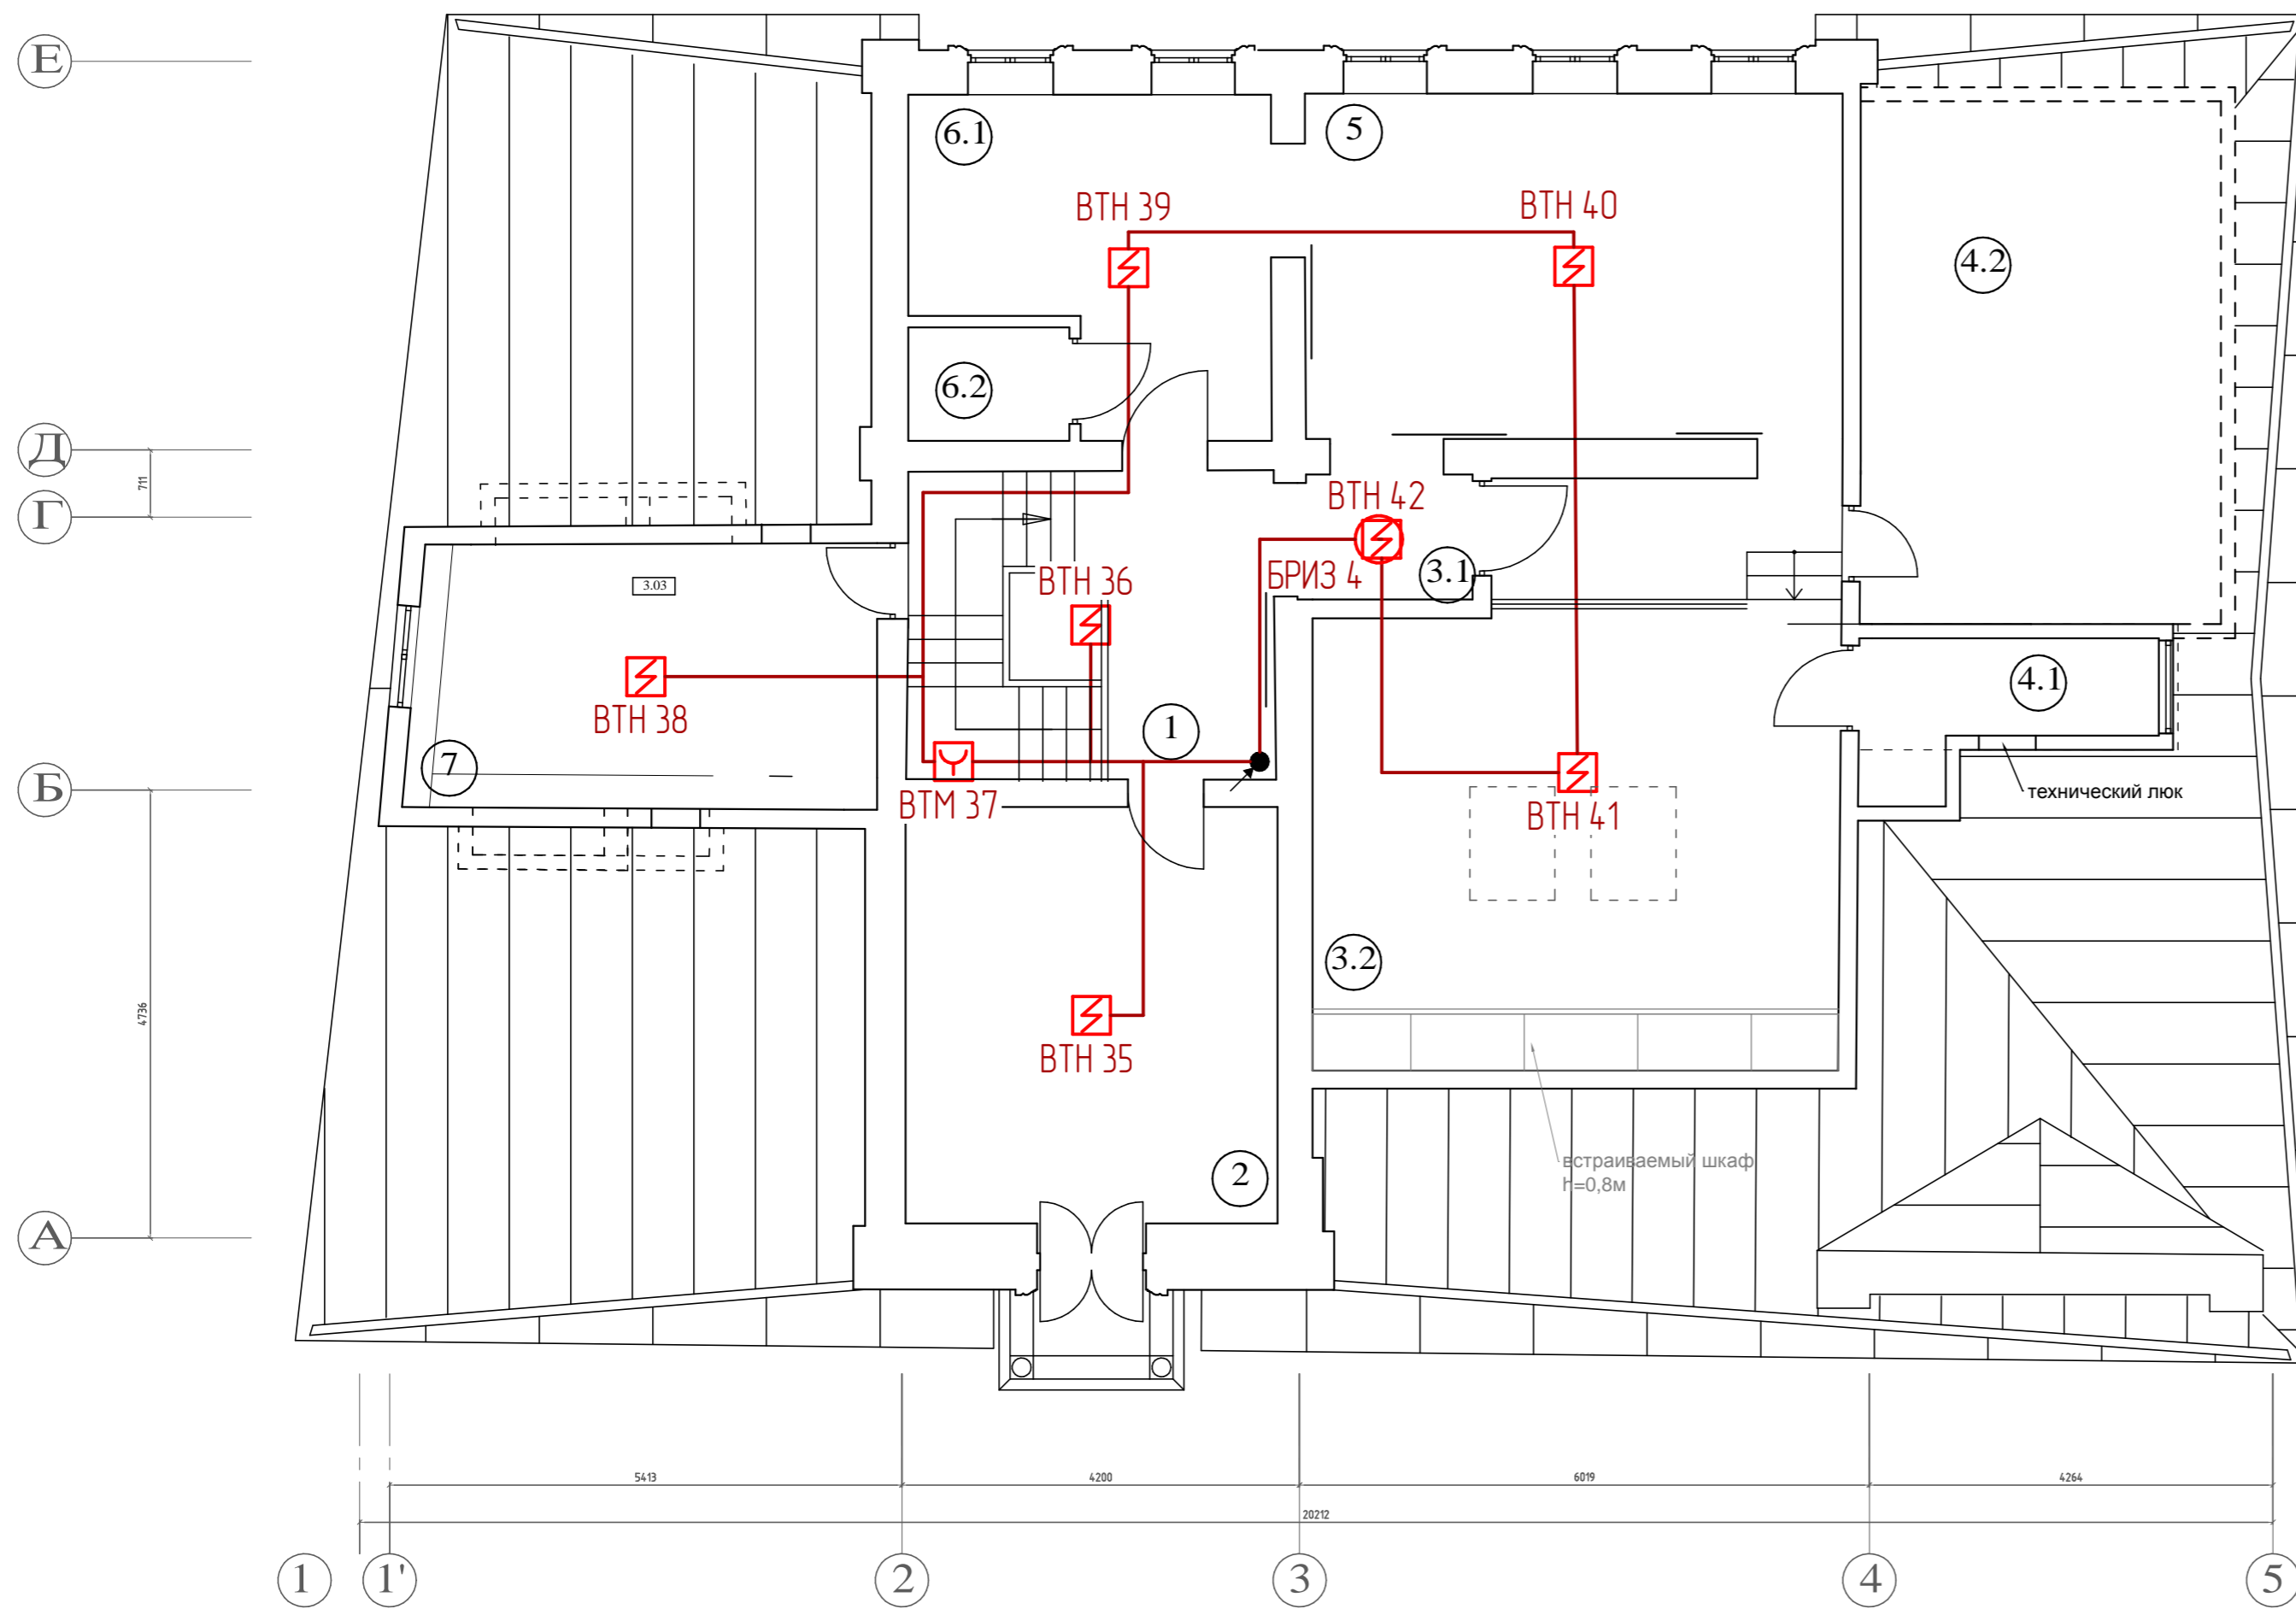 Е
6.1
5
ВТН 39
ВТН 40
4.2
6.2
Д
711
Г
ВТН 42
БРИЗ 4
3.1
ВТН 36
3.03
ВТН 38
4.1
1
7
Б
ВТМ 37
ВТН 41
технический люк
3.2
4736
ВТН 35
встраиваемый шкаф
h=0,8м
2
А
5413
4200
6019
4264
20212
1
1'
2
3
4
5